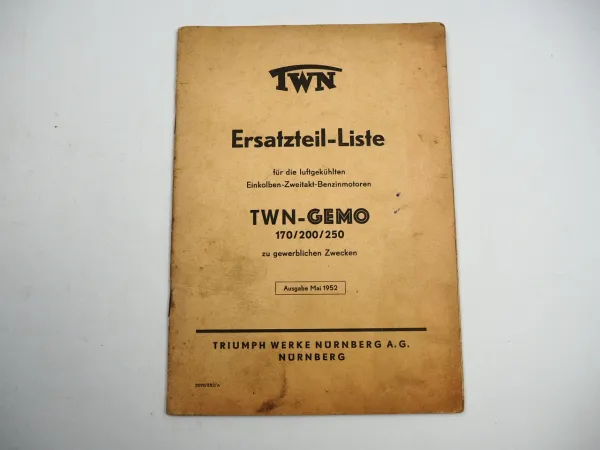 TWN
Ersatzteil-Liste
für die luftgekühlten
Einkolben-Zweitakt-Benzinmotoren
TWN-GEMO
170/200/250
zu gewerblichen Zwecken
Ausgabe Mai 1952
TRIUMPH WERKE NÜRNBERG A.G.
NÜRNBERG